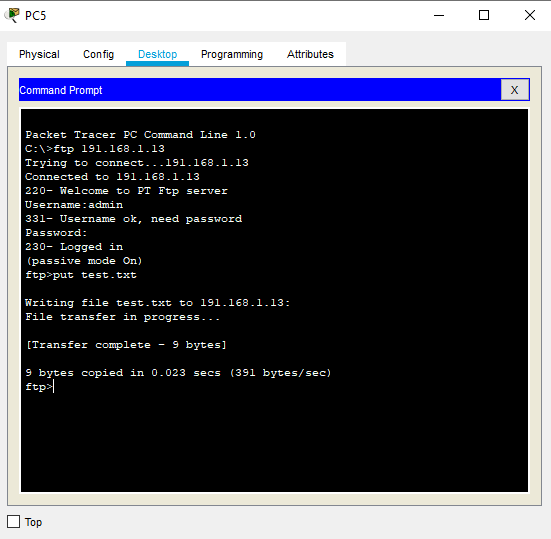 PC5
Physical Config Desktop Programming Attributes
Command Prompt X
Packet Tracer PC Command Line 1.0
C:\>ftp 191.168.1.13
Trying to connect...191.168.1.13
Connected to 191.168.1.13
220- Welcome to PT Ftp server
Username:admin
331- Username ok, need password
Password:
230- Logged in
(passive mode On)
ftp>put test.txt
Writing file test.txt to 191.168.1.13:
File transfer in progress...
[Transfer complete - 9 bytes]
9 bytes copied in 0.023 secs (391 bytes/sec)
ftp>
Top